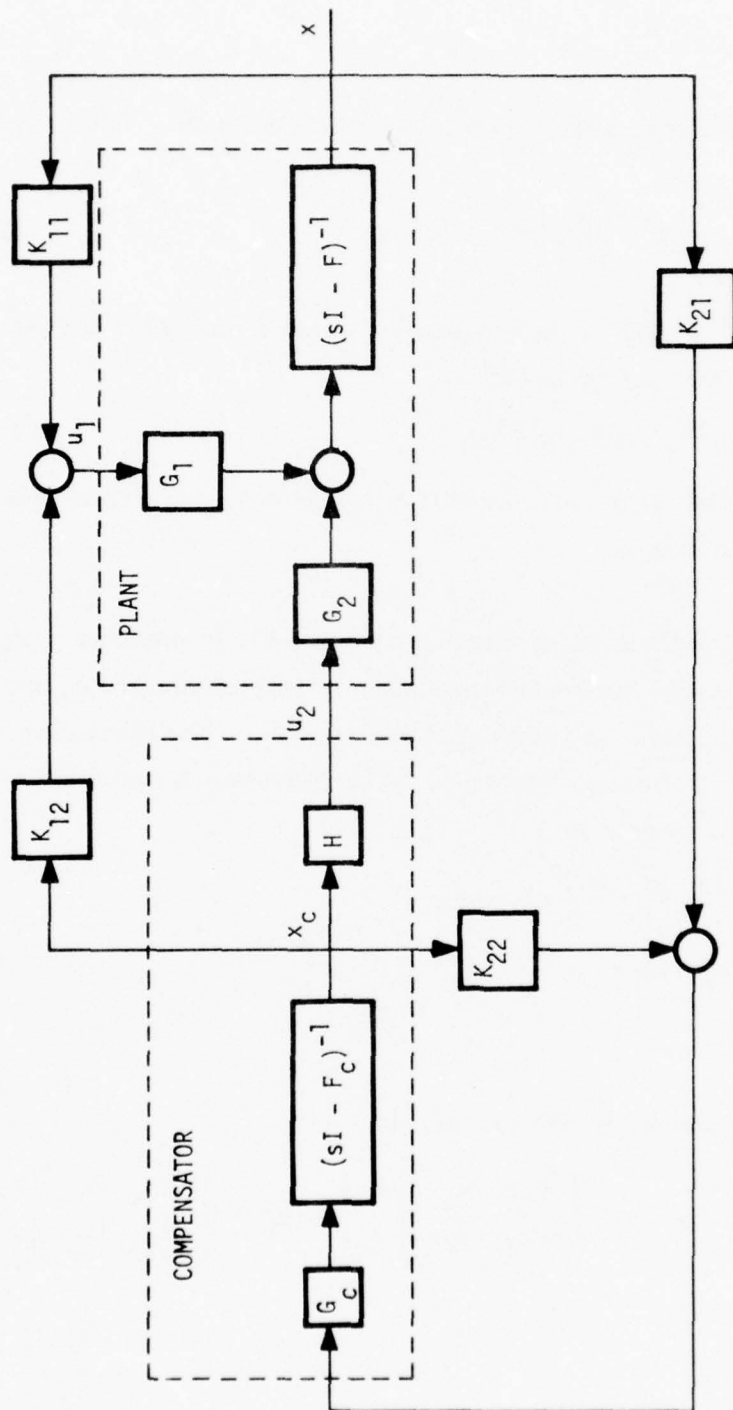 K12
K11
u1
COMPENSATOR
PLANT
G1
xc
u2
x
Gc
(sI - Fc)^-1
H
G2
(sI - F)^-1
K22
K21